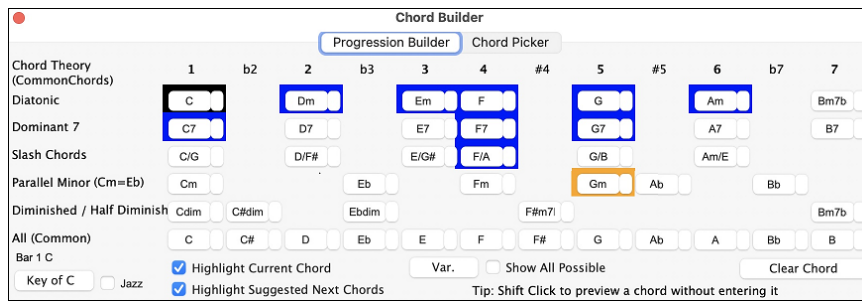 Chord Builder
Progression Builder Chord Picker
Chord Theory
(CommonChords) 1 b2 2 b3 3 4 #4 5 #5 6 b7 7
Diatonic C Dm Em F G Am Bm7b
Dominant 7 C7 D7 E7 F7 G7 A7 B7
Slash Chords C/G D/F# E/G# F/A G/B Am/E
Parallel Minor (Cm=Eb) Cm Eb Fm Gm Ab Bb
Diminished / Half Diminish Cdim C#dim Ebdim F#m7 Bm7b
All (Common) C C# D Eb E F F# G Ab A Bb B
Bar 1 C
Key of C Jazz Highlight Current Chord Var. Show All Possible Clear Chord
Highlight Suggested Next Chords Tip: Shift Click to preview a chord without entering it